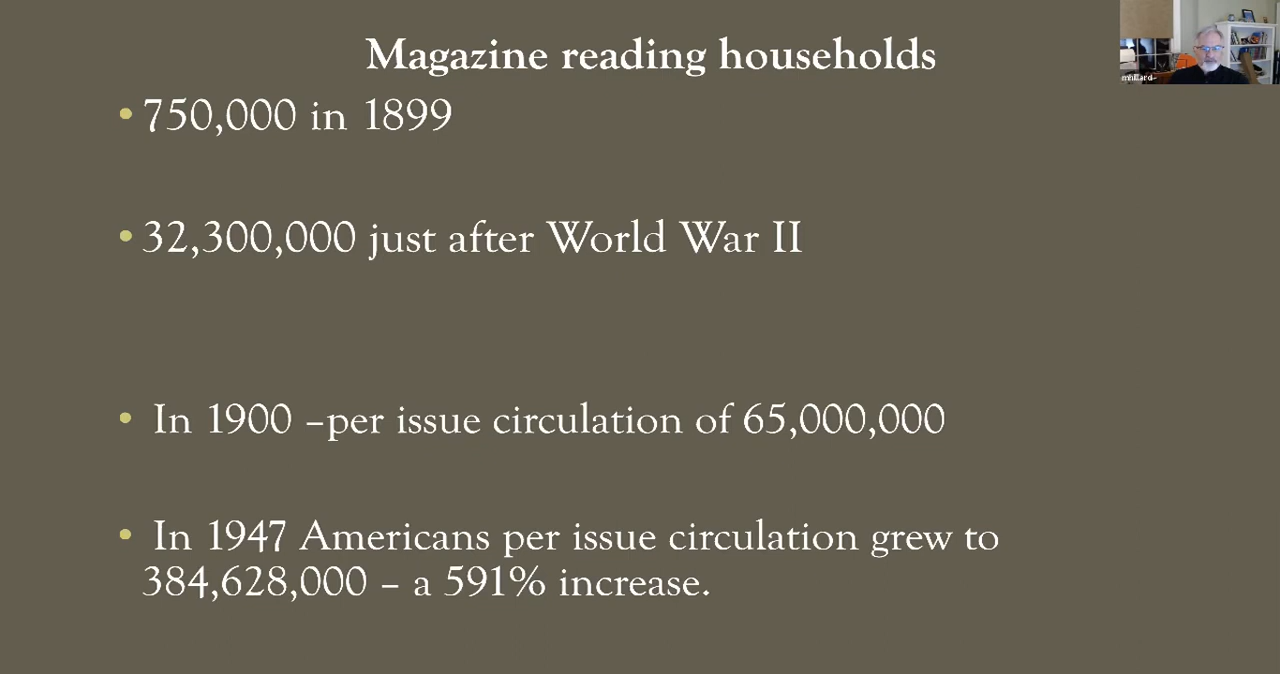 Magazine reading households
• 750,000 in 1899
• 32,300,000 just after World War II
• In 1900 –per issue circulation of 65,000,000
• In 1947 Americans per issue circulation grew to
384,628,000 – a 591% increase.